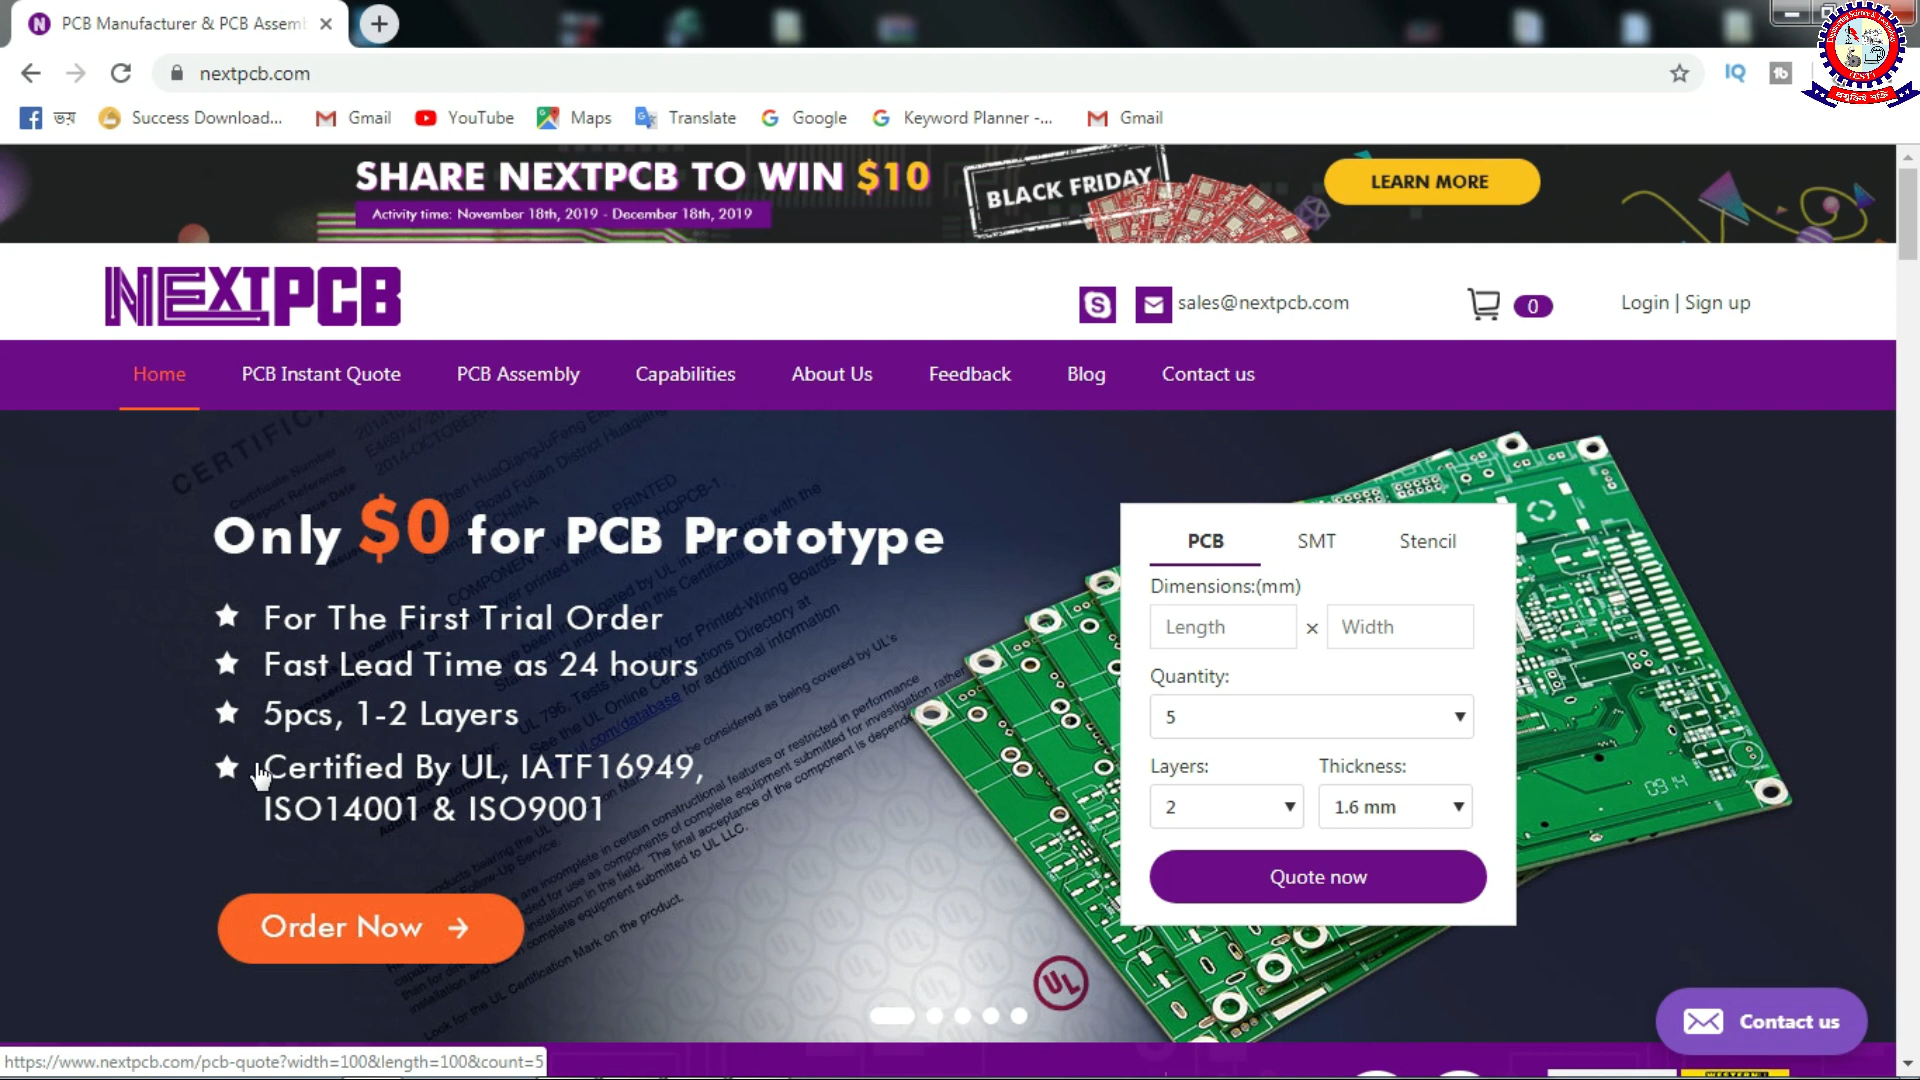 PCB Manufacturer & PCB Assem
nextpcb.com
IQ
tb
Success Download...
Gmail
YouTube
Maps
Translate
Google
Keyword Planner -...
Gmail
SHARE NEXTPCB TO WIN $10
Activity time: November 18th, 2019 - December 18th, 2019
BLACK FRIDAY
LEARN MORE
NEXTPCB
sales@nextpcb.com
0
Login | Sign up
Home
PCB Instant Quote
PCB Assembly
Capabilities
About Us
Feedback
Blog
Contact us
Only $0 for PCB Prototype
For The First Trial Order
Fast Lead Time as 24 hours
5pcs, 1-2 Layers
Certified By UL, IATF16949,
ISO14001 & ISO9001
Order Now
PCB
SMT
Stencil
Dimensions:(mm)
Length × Width
Quantity:
5
Layers:
Thickness:
2
1.6 mm
Quote now
UL
Contact us
https://www.nextpcb.com/pcb-quote?width=100&length=100&count=5